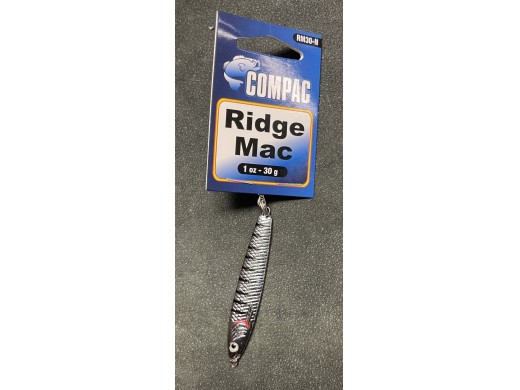 RM30-N
COMPAC
Ridge
Mac
1 oz - 30 g